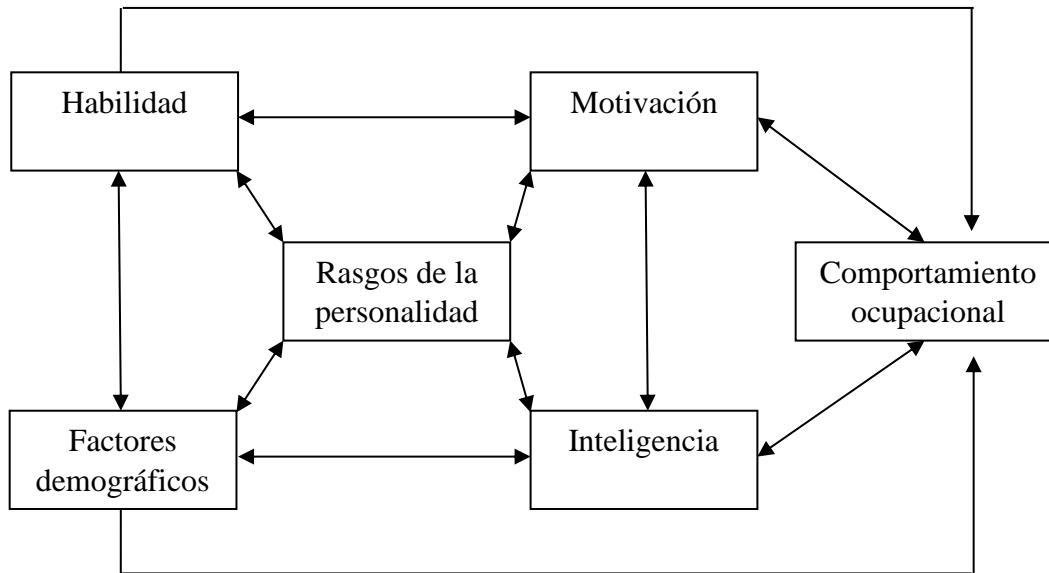 Habilidad
Motivación
Rasgos de la
personalidad
Comportamiento
ocupacional
Factores
demográficos
Inteligencia